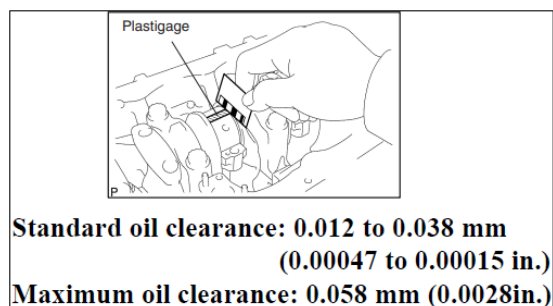 Plastigage
P
Standard oil clearance: 0.012 to 0.038 mm
(0.00047 to 0.00015 in.)
Maximum oil clearance: 0.058 mm (0.0028in.)